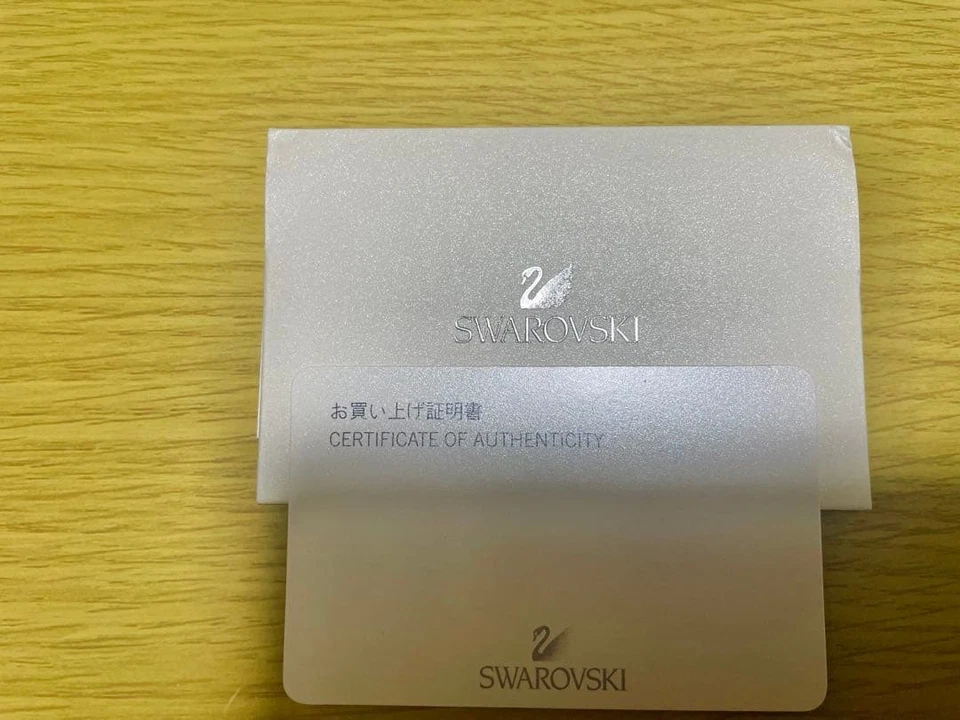 SWAROVSKI
お買い上げ証明書
CERTIFICATE OF AUTHENTICITY
SWAROVSKI